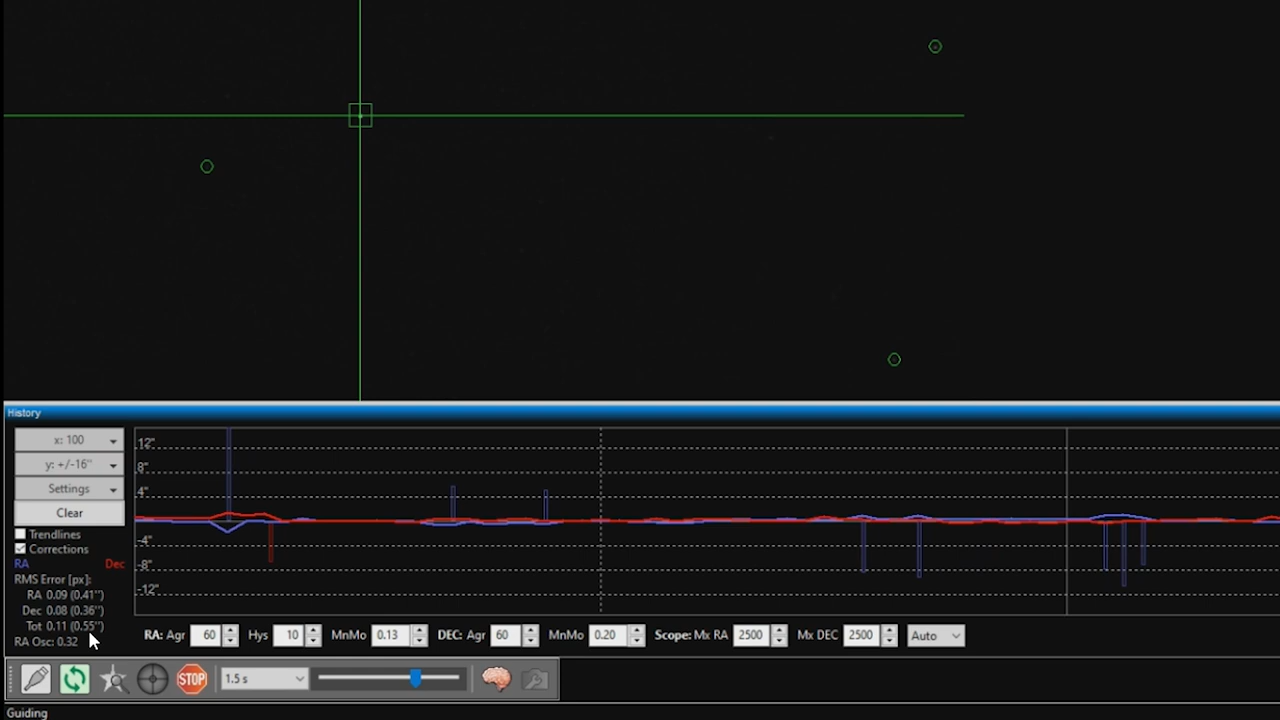 History
x: 100
y: +/-16"
Settings
Clear
Trendlines
Corrections
RA Dec
RMS Error [px]:
RA 0.09 (0.41'')
Dec 0.08 (0.36'')
Tot 0.11 (0.55'')
RA Osc: 0.32
12"
8"
4"
-4"
-8"
-12"
RA: Agr 60 Hys 10 MnMo 0.13 DEC: Agr 60 MnMo 0.20 Scope: Mx RA 2500 Mx DEC 2500 Auto
STOP 1.5 s
Guiding